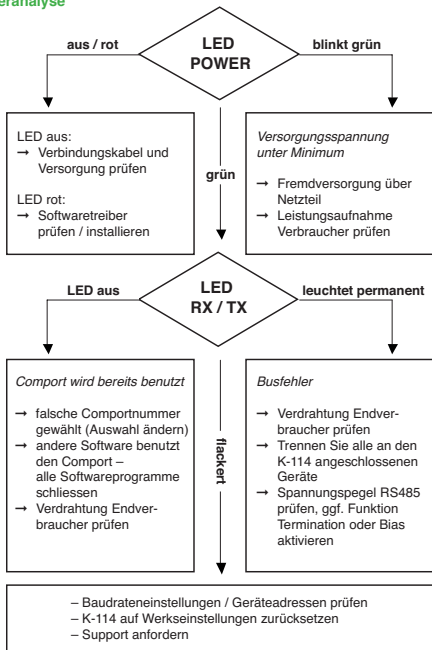 LED
POWER
aus / rot
blinkt grün
LED aus:
→ Verbindungskabel und
Versorgung prüfen
LED rot:
→ Softwaretreiber
prüfen / installieren
grün
Versorgungsspannung
unter Minimum
→ Fremdversorgung über
Netzteil
→ Leistungsaufnahme
Verbraucher prüfen
LED
RX / TX
LED aus
leuchtet permanent
Comport wird bereits benutzt
→ falsche Comportnummer
gewählt (Auswahl ändern)
→ andere Software benutzt
den Comport –
alle Softwareprogramme
schliessen
→ Verdrahtung Endver-
braucher prüfen
flackert
Busfehler
→ Verdrahtung Endver-
braucher prüfen
→ Trennen Sie alle an den
K-114 angeschlossenen
Geräte
→ Spannungspegel RS485
prüfen, ggf. Funktion
Termination oder Bias
aktivieren
– Baudrateneinstellungen / Geräteadressen prüfen
– K-114 auf Werkseinstellungen zurücksetzen
– Support anfordern